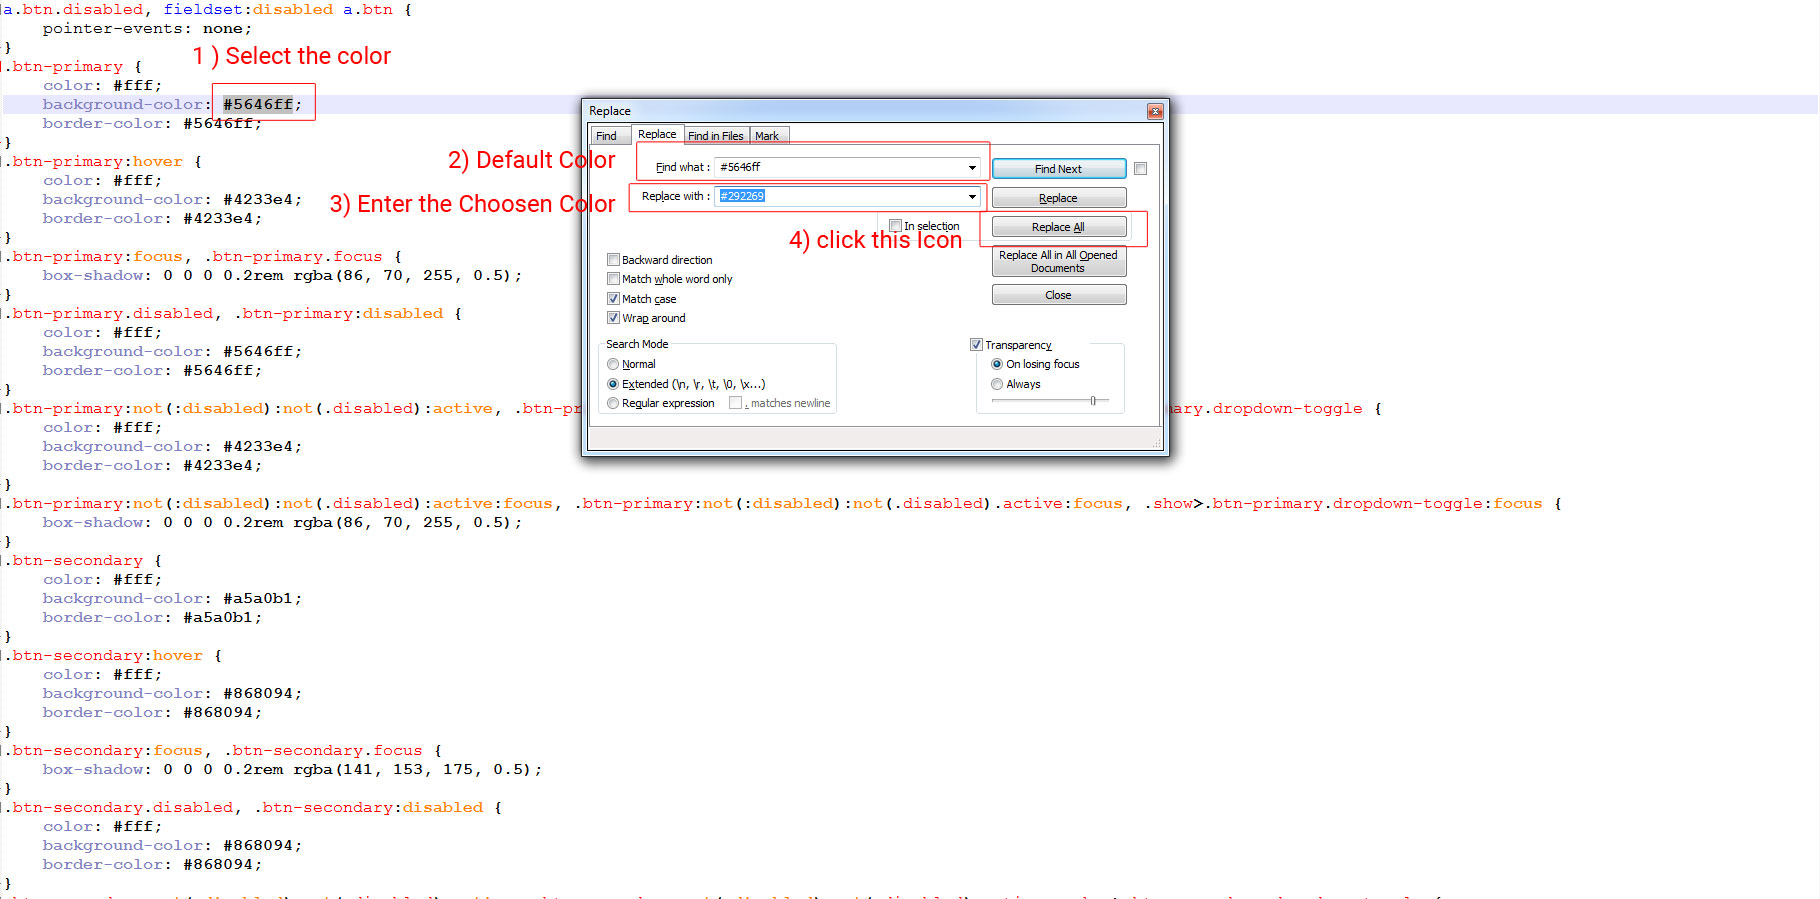 a.btn.disabled, fieldset:disabled a.btn {
pointer-events: none;
}
1 ) Select the color
.btn-primary {
color: #fff;
background-color: #5646ff;
border-color: #5646ff;
}
.btn-primary:hover {
color: #fff;
background-color: #4233e4;
border-color: #4233e4;
}
.btn-primary:focus, .btn-primary.focus {
box-shadow: 0 0 0 0.2rem rgba(86, 70, 255, 0.5);
}
.btn-primary.disabled, .btn-primary:disabled {
color: #fff;
background-color: #5646ff;
border-color: #5646ff;
}
.btn-primary:not(:disabled):not(.disabled):active, .btn-pr
ary.dropdown-toggle {
color: #fff;
background-color: #4233e4;
border-color: #4233e4;
}
.btn-primary:not(:disabled):not(.disabled):active:focus, .btn-primary:not(:disabled):not(.disabled).active:focus, .show>.btn-primary.dropdown-toggle:focus {
box-shadow: 0 0 0 0.2rem rgba(86, 70, 255, 0.5);
}
.btn-secondary {
color: #fff;
background-color: #a5a0b1;
border-color: #a5a0b1;
}
.btn-secondary:hover {
color: #fff;
background-color: #868094;
border-color: #868094;
}
.btn-secondary:focus, .btn-secondary.focus {
box-shadow: 0 0 0 0.2rem rgba(141, 153, 175, 0.5);
}
.btn-secondary.disabled, .btn-secondary:disabled {
color: #fff;
background-color: #868094;
border-color: #868094;
}
Replace
Find Replace Find in Files Mark
2) Default Color
Find what : #5646ff
Find Next
3) Enter the Choosen Color
Replace with : #292269
Replace
In selection
4) click this Icon
Replace All
Replace All in All Opened
Documents
Close
Backward direction
Match whole word only
Match case
Wrap around
Search Mode
Normal
Extended (\n, \r, \t, \0, \x...)
Regular expression . matches newline
Transparency
On losing focus
Always